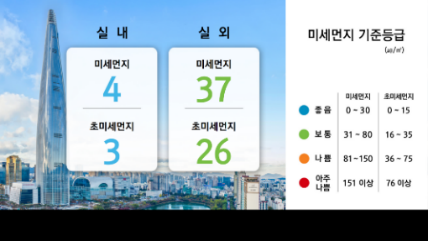 실 내
미세먼지
4
초미세먼지
3
실 외
미세먼지
37
초미세먼지
26
미세먼지 기준등급
(㎍/㎥)
미세먼지 초미세먼지
좋 음 0 ~ 30 0 ~ 15
보 통 31 ~ 80 16 ~ 35
나 쁨 81~150 36 ~ 75
아주
나쁨 151 이상 76 이상